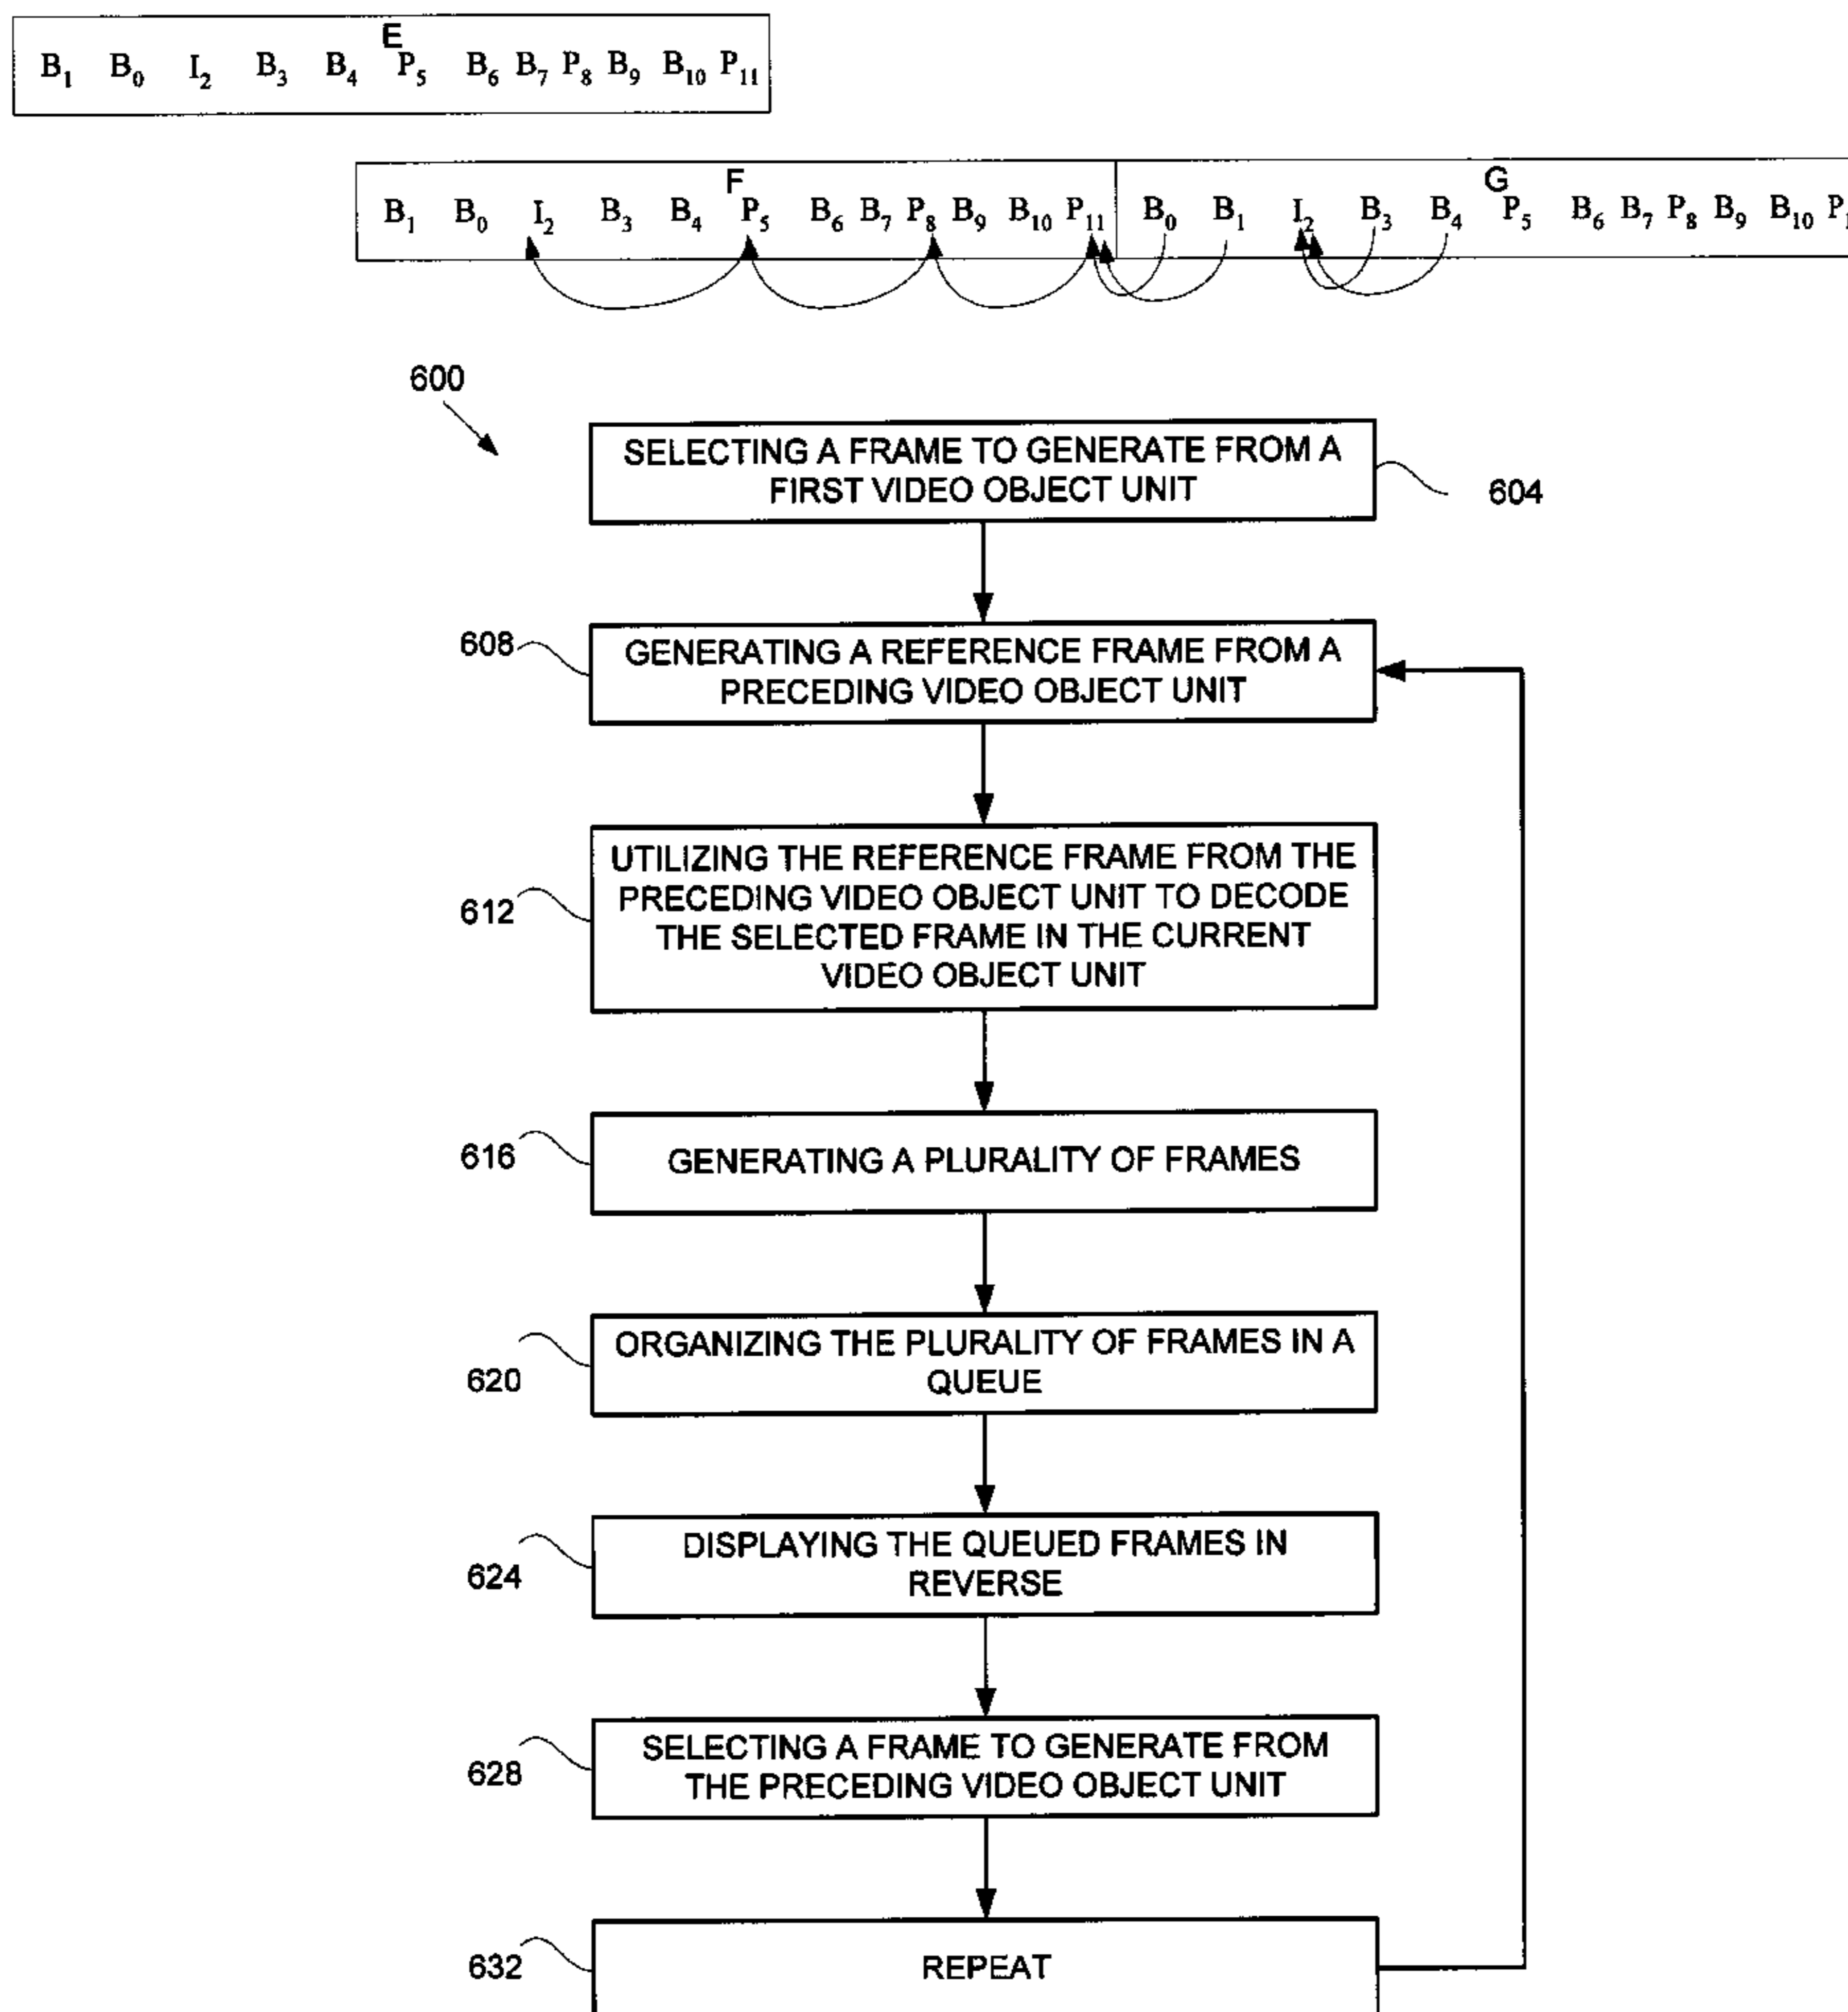 E
B₁ B₀ I₂ B₃ B₄ P₅ B₆ B₇ P₈ B₉ B₁₀ P₁₁
F G
B₁ B₀ I₂ B₃ B₄ P₅ B₆ B₇ P₈ B₉ B₁₀ P₁₁ B₀ B₁ I₂ B₃ B₄ P₅ B₆ B₇ P₈ B₉ B₁₀ P₁
600
SELECTING A FRAME TO GENERATE FROM A
FIRST VIDEO OBJECT UNIT
604
608
GENERATING A REFERENCE FRAME FROM A
PRECEDING VIDEO OBJECT UNIT
612
UTILIZING THE REFERENCE FRAME FROM THE
PRECEDING VIDEO OBJECT UNIT TO DECODE
THE SELECTED FRAME IN THE CURRENT
VIDEO OBJECT UNIT
616
GENERATING A PLURALITY OF FRAMES
620
ORGANIZING THE PLURALITY OF FRAMES IN A
QUEUE
624
DISPLAYING THE QUEUED FRAMES IN
REVERSE
628
SELECTING A FRAME TO GENERATE FROM
THE PRECEDING VIDEO OBJECT UNIT
632
REPEAT